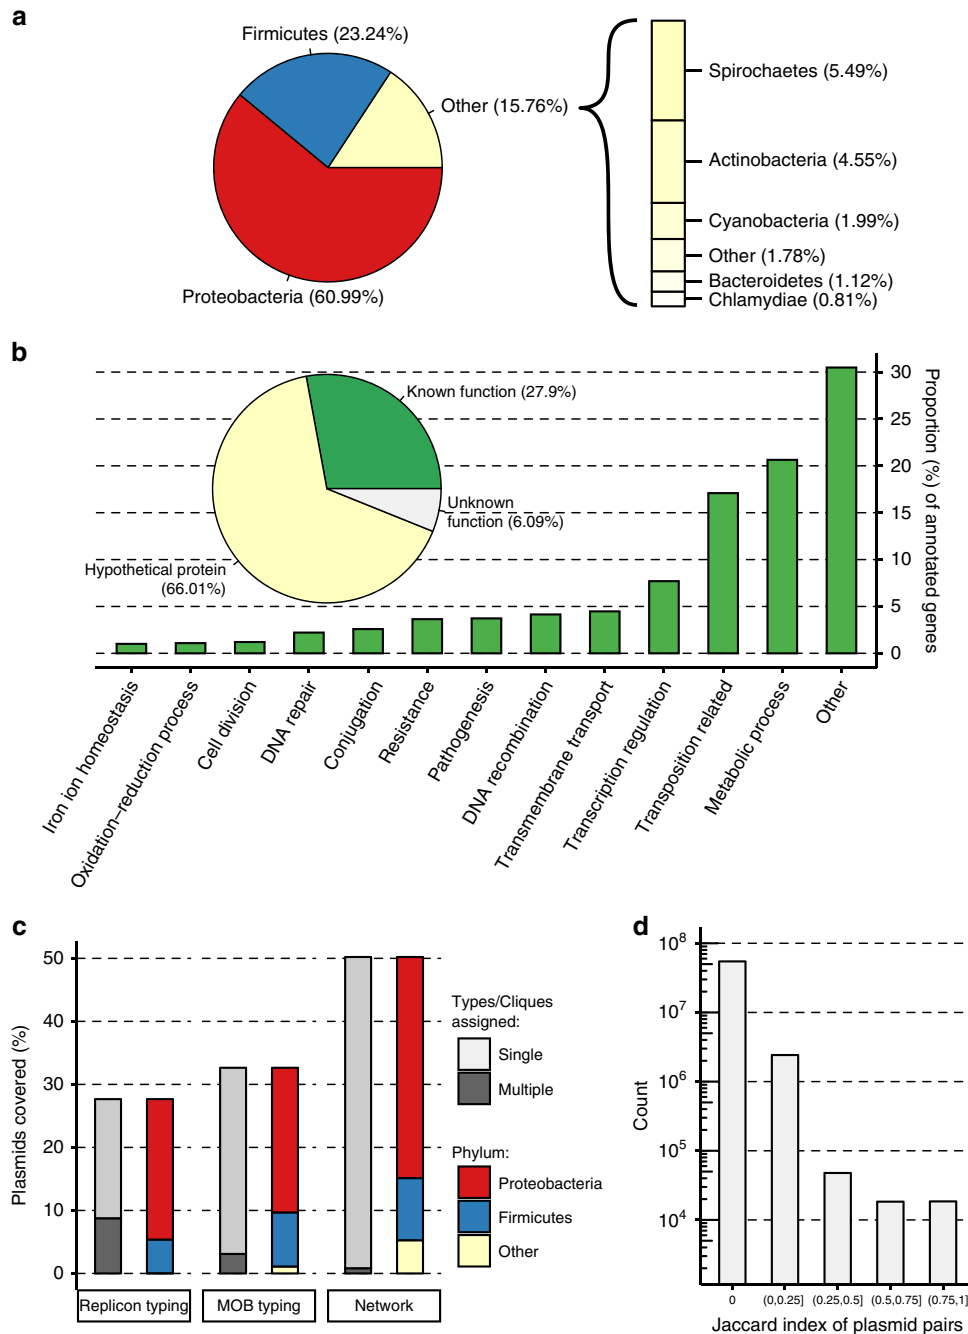 a
Firmicutes (23.24%)
Other (15.76%)
Proteobacteria (60.99%)
Spirochaetes (5.49%)
Actinobacteria (4.55%)
Cyanobacteria (1.99%)
Other (1.78%)
Bacteroidetes (1.12%)
Chlamydiae (0.81%)
b
Known function (27.9%)
Unknown
function (6.09%)
Hypothetical protein
(66.01%)
30
25
20
15
10
5
0
Proportion (%) of annotated genes
Iron ion homeostasis
Oxidation–reduction process
Cell division
DNA repair
Conjugation
Resistance
Pathogenesis
DNA recombination
Transmembrane transport
Transcription regulation
Transposition related
Metabolic process
Other
c
Plasmids covered (%)
50
40
30
20
10
0
Replicon typing
MOB typing
Network
Types/Cliques
assigned:
Single
Multiple
Phylum:
Proteobacteria
Firmicutes
Other
d
Count
10^8
10^7
10^6
10^5
10^4
0
(0,0.25]
(0.25,0.5]
(0.5,0.75]
(0.75,1]
Jaccard index of plasmid pairs